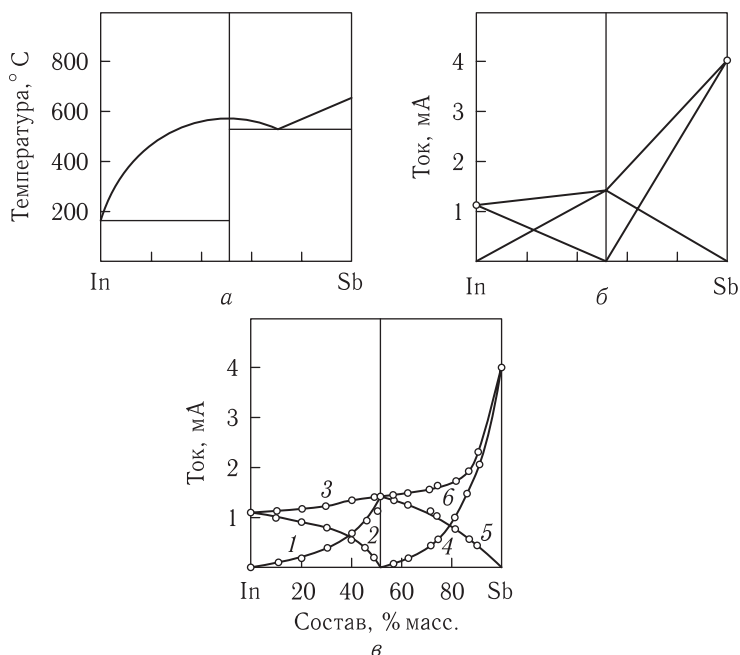 Температура,° С
800
600
400
200
In
Sb
а
Ток, мА
4
3
2
1
In
Sb
б
Ток, мА
4
3
2
1
3
1
2
6
4
5
In 20 40 60 80 Sb
Состав, % масс.
в